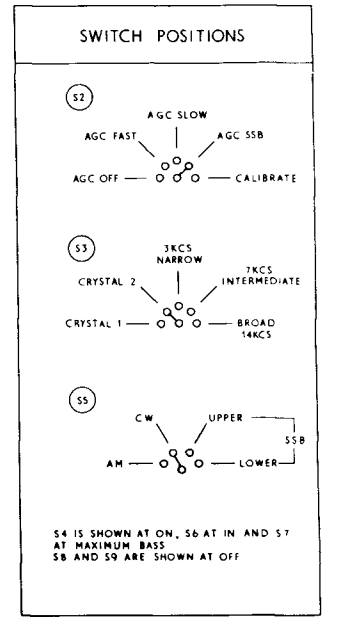 SWITCH POSITIONS
S2
AGC SLOW
AGC FAST
AGC SSB
AGC OFF
CALIBRATE
S3
3KCS
NARROW
CRYSTAL 2
7KCS
INTERMEDIATE
CRYSTAL 1
BROAD
14KCS
S5
CW
UPPER
SSB
AM
LOWER
S4 IS SHOWN AT ON, S6 AT IN AND S7
AT MAXIMUM BASS
S8 AND S9 ARE SHOWN AT OFF